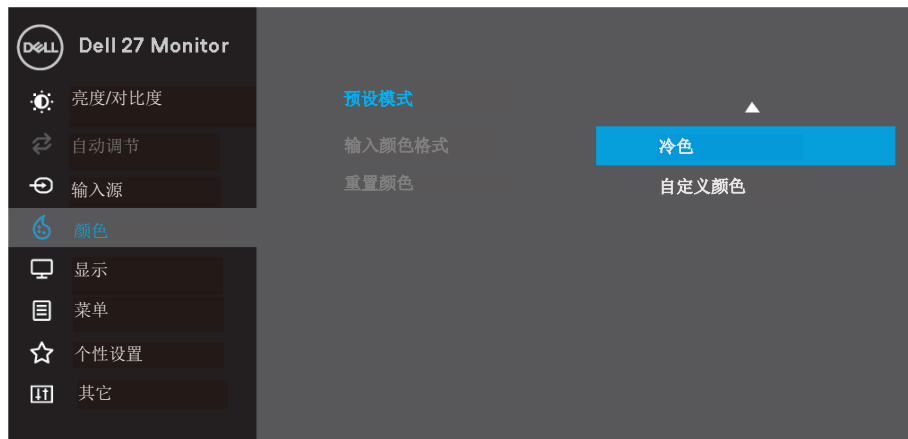 DELL Dell 27 Monitor
亮度/对比度
自动调节
输入源
颜色
显示
菜单
个性设置
其它
预设模式
输入颜色格式
重置颜色
冷色
自定义颜色